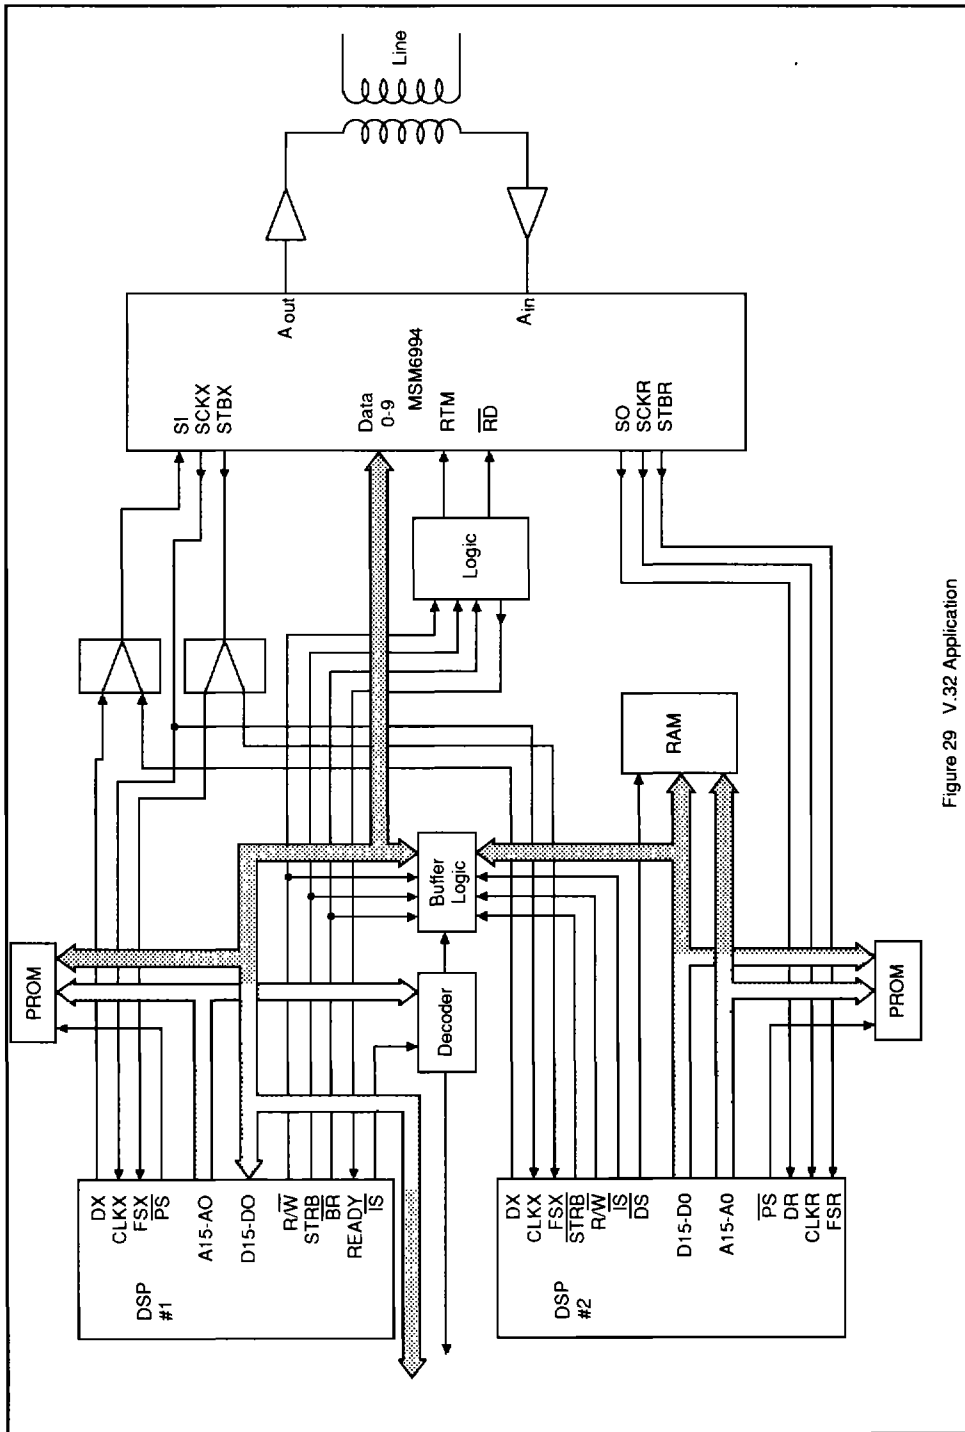 PROM
DX
CLKX
FSX
PS
A15-AO
D15-DO
R/W
STRB
BR
READY
IS
DSP
#1
Decoder
Buffer
Logic
Logic
SI
SCKX
STBX
Data
0-9
MSM6994
RTM
RD
SO
SCKR
STBR
A out
A in
Line
DX
CLKX
FSX
STRB
R/W
IS
DS
D15-D0
A15-A0
PS
DR
CLKR
FSR
DSP
#2
RAM
PROM
Figure 29 V.32 Application